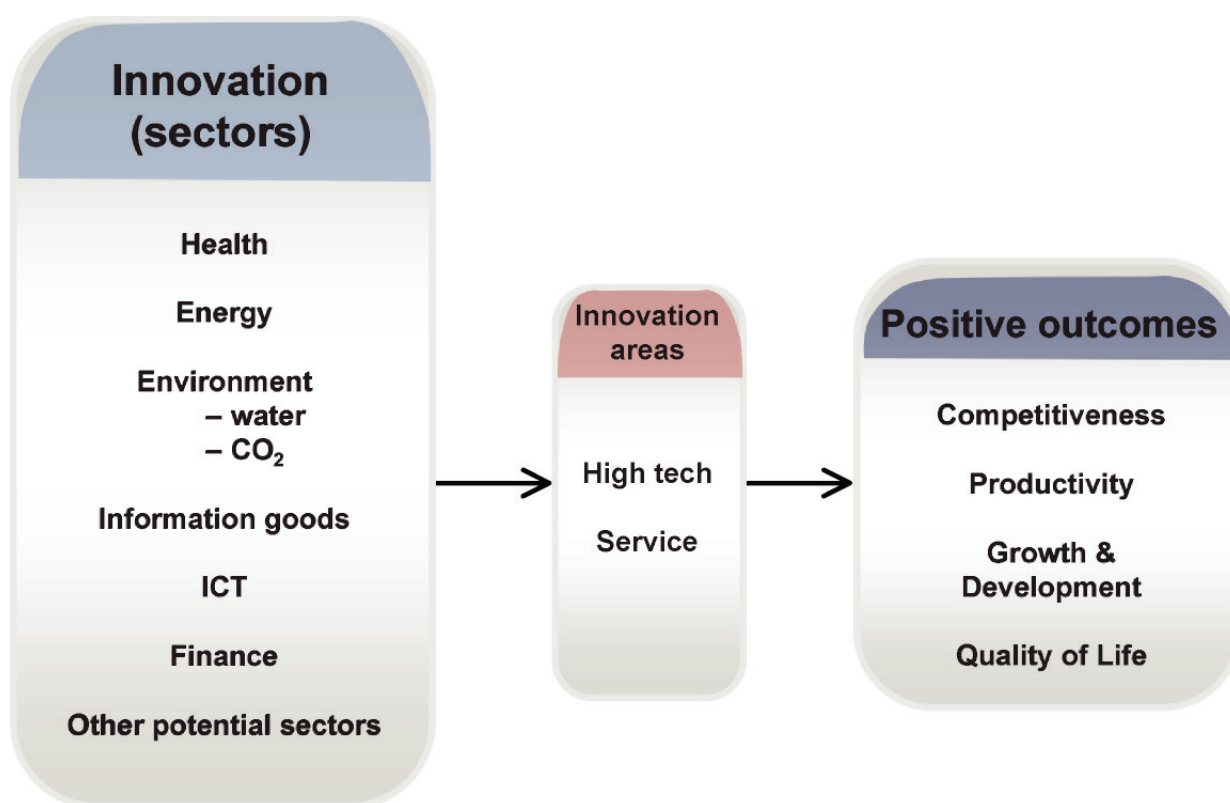 Innovation
(sectors)
Health
Energy
Environment
– water
– CO₂
Information goods
ICT
Finance
Other potential sectors
Innovation
areas
High tech
Service
Positive outcomes
Competitiveness
Productivity
Growth &
Development
Quality of Life